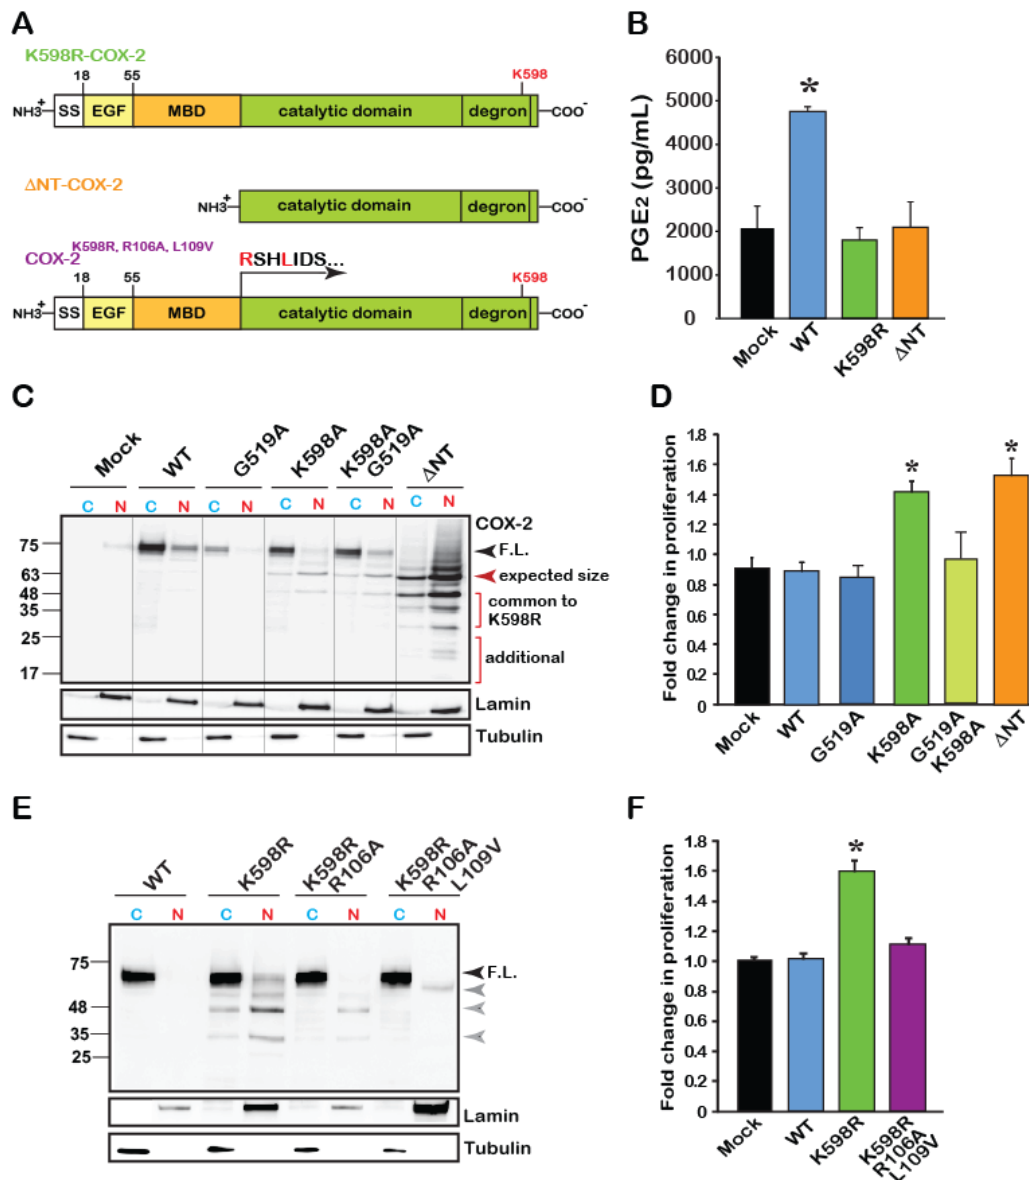 A
K598R-COX-2
18 55 K598
NH3+ SS EGF MBD catalytic domain degron COO-
ΔNT-COX-2
NH3+ catalytic domain degron COO-
COX-2 K598R, R106A, L109V
RSHLIDS...
18 55 K598
NH3+ SS EGF MBD catalytic domain degron COO-
B
PGE2 (pg/mL)
6000
5000
4000
3000
2000
1000
0
*
Mock WT K598R ΔNT
C
Mock WT G519A K598A K598A G519A ΔNT
C N C N C N C N C N C N
COX-2
75
63
48
35
25
17
F.L.
expected size
common to
K598R
additional
Lamin
Tubulin
D
Fold change in proliferation
1.8
1.6
1.4
1.2
1.0
0.8
0.6
0.4
0.2
0
* *
Mock WT G519A K598A G519A K598A ΔNT
E
WT K598R K598R R106A K598R R106A L109V
C N C N C N C N
75
48
35
25
F.L.
Lamin
Tubulin
F
Fold change in proliferation
1.8
1.6
1.4
1.2
1.0
0.8
0.6
0.4
0.2
0
*
Mock WT K598R K598R R106A L109V